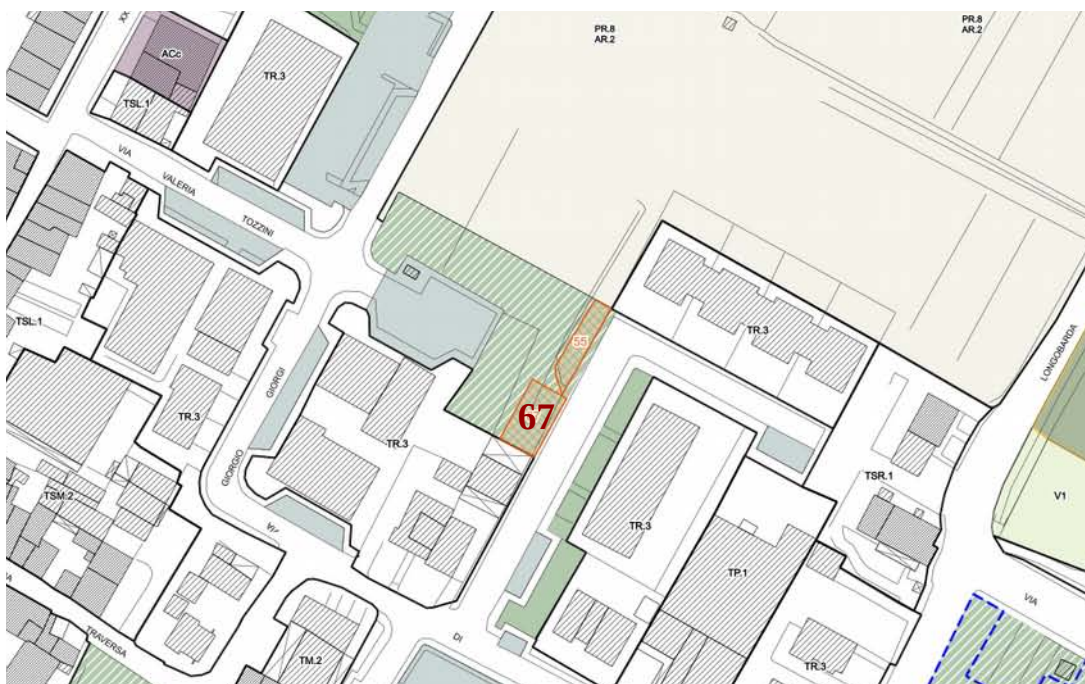 XX
PR.8
AR.2
PR.8
AR.2
ACc
TR.3
TSL.1
VIA
VALERIA
TOZZINI
TSL.1
TR.3
55
LONGOBARDA
GIORGI
67
TR.3
TR.3
TSR.1
V1
GIORGIO
TSM.2
TR.3
VIA
TP.1
VIA
TRAVERSA
DI
TM.2
TR.3